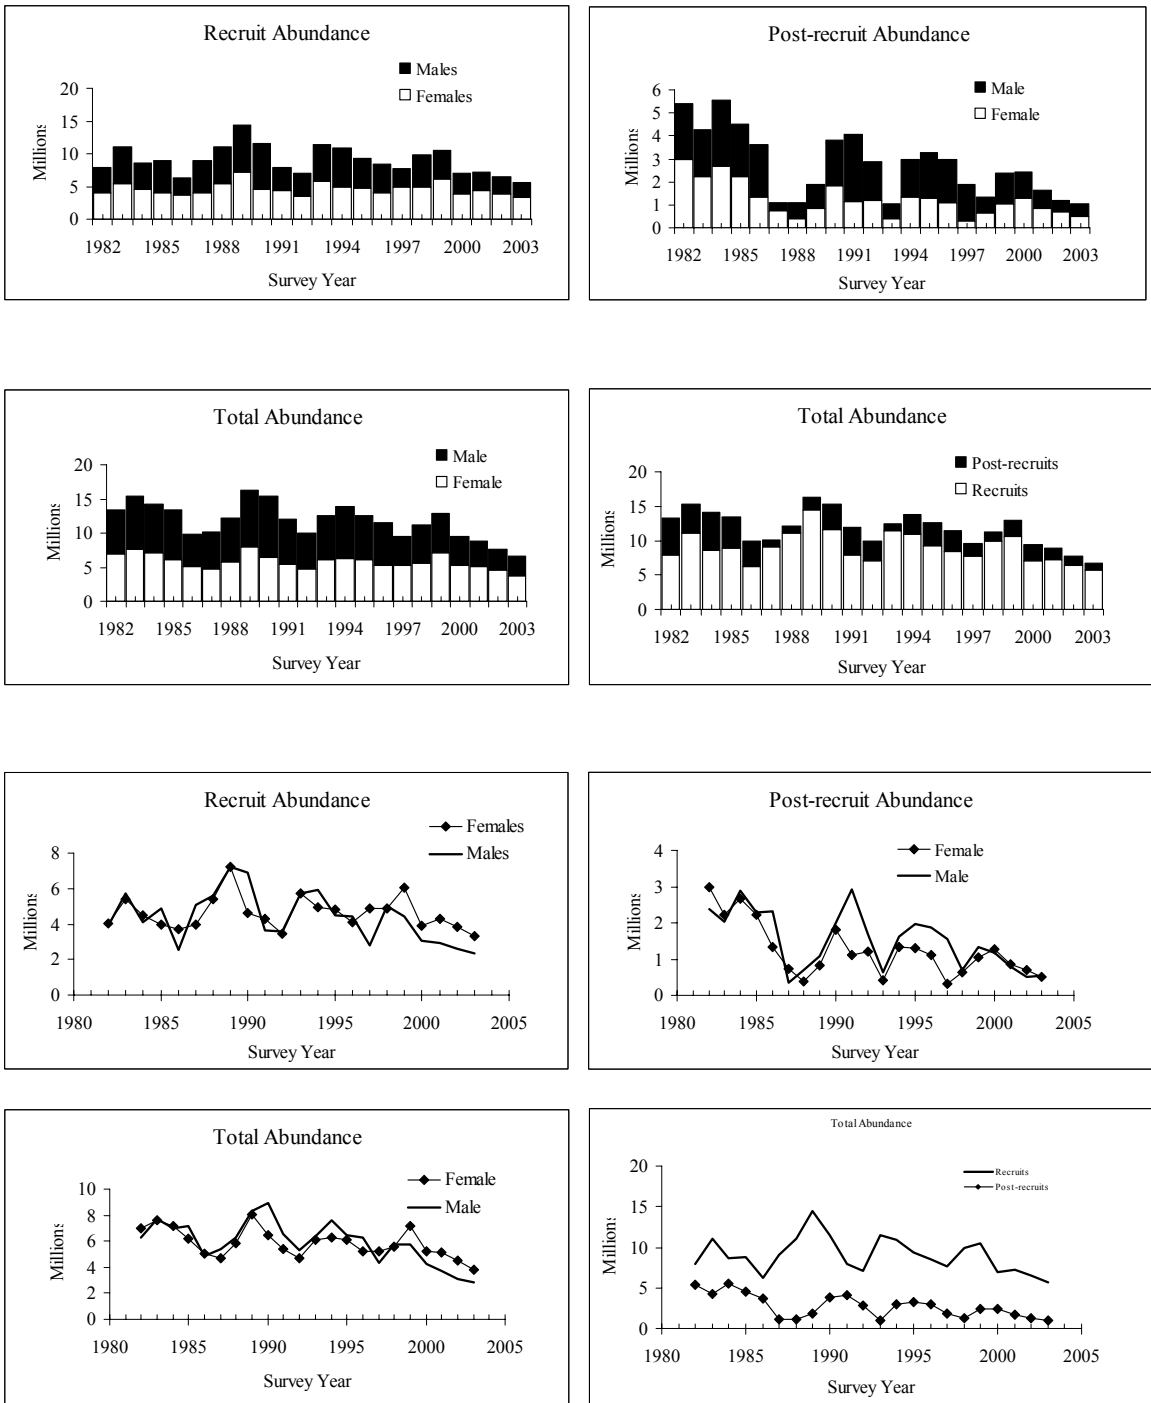 Recruit Abundance
Males
Females
20
15
10
5
0
Millions
1982 1985 1988 1991 1994 1997 2000 2003
Survey Year
Post-recruit Abundance
Male
Female
6
5
4
3
2
1
0
Millions
1982 1985 1988 1991 1994 1997 2000 2003
Survey Year
Total Abundance
Male
Female
20
15
10
5
0
Millions
1982 1985 1988 1991 1994 1997 2000 2003
Survey Year
Total Abundance
Post-recruits
Recruits
20
15
10
5
0
Millions
1982 1985 1988 1991 1994 1997 2000 2003
Survey Year
Recruit Abundance
Females
Males
8
6
4
2
0
Millions
1980 1985 1990 1995 2000 2005
Survey Year
Post-recruit Abundance
Female
Male
4
3
2
1
0
Millions
1980 1985 1990 1995 2000 2005
Survey Year
Total Abundance
Female
Male
10
8
6
4
2
0
Millions
1980 1985 1990 1995 2000 2005
Survey Year
Total Abundance
Recruits
Post-recruits
20
15
10
5
0
Millions
1980 1985 1990 1995 2000 2005
Survey Year